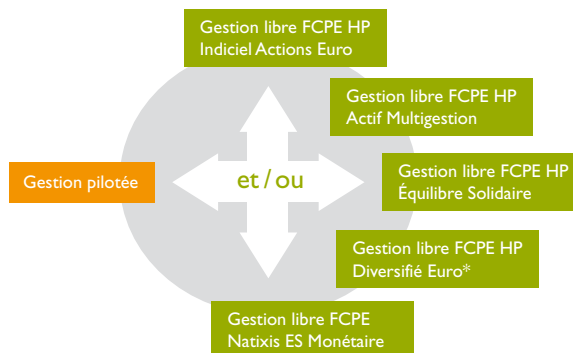 Gestion libre FCPE HP
Indiciel Actions Euro
Gestion libre FCPE HP
Actif Multigestion
Gestion pilotée
et / ou
Gestion libre FCPE HP
Équilibre Solidaire
Gestion libre FCPE HP
Diversifié Euro*
Gestion libre FCPE
Natixis ES Monétaire